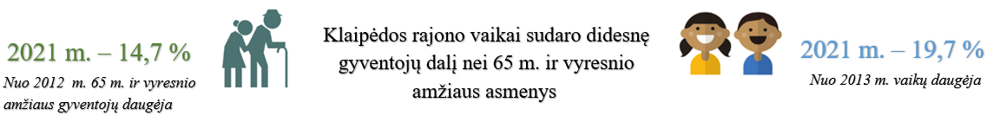 2021 m. – 14,7 %
Nuo 2012 m. 65 m. ir vyresnio
amžiaus gyventojų daugėja
Klaipėdos rajono vaikai sudaro didesnę
gyventojų dalį nei 65 m. ir vyresnio
amžiaus asmenys
2021 m. – 19,7 %
Nuo 2013 m. vaikų daugėja